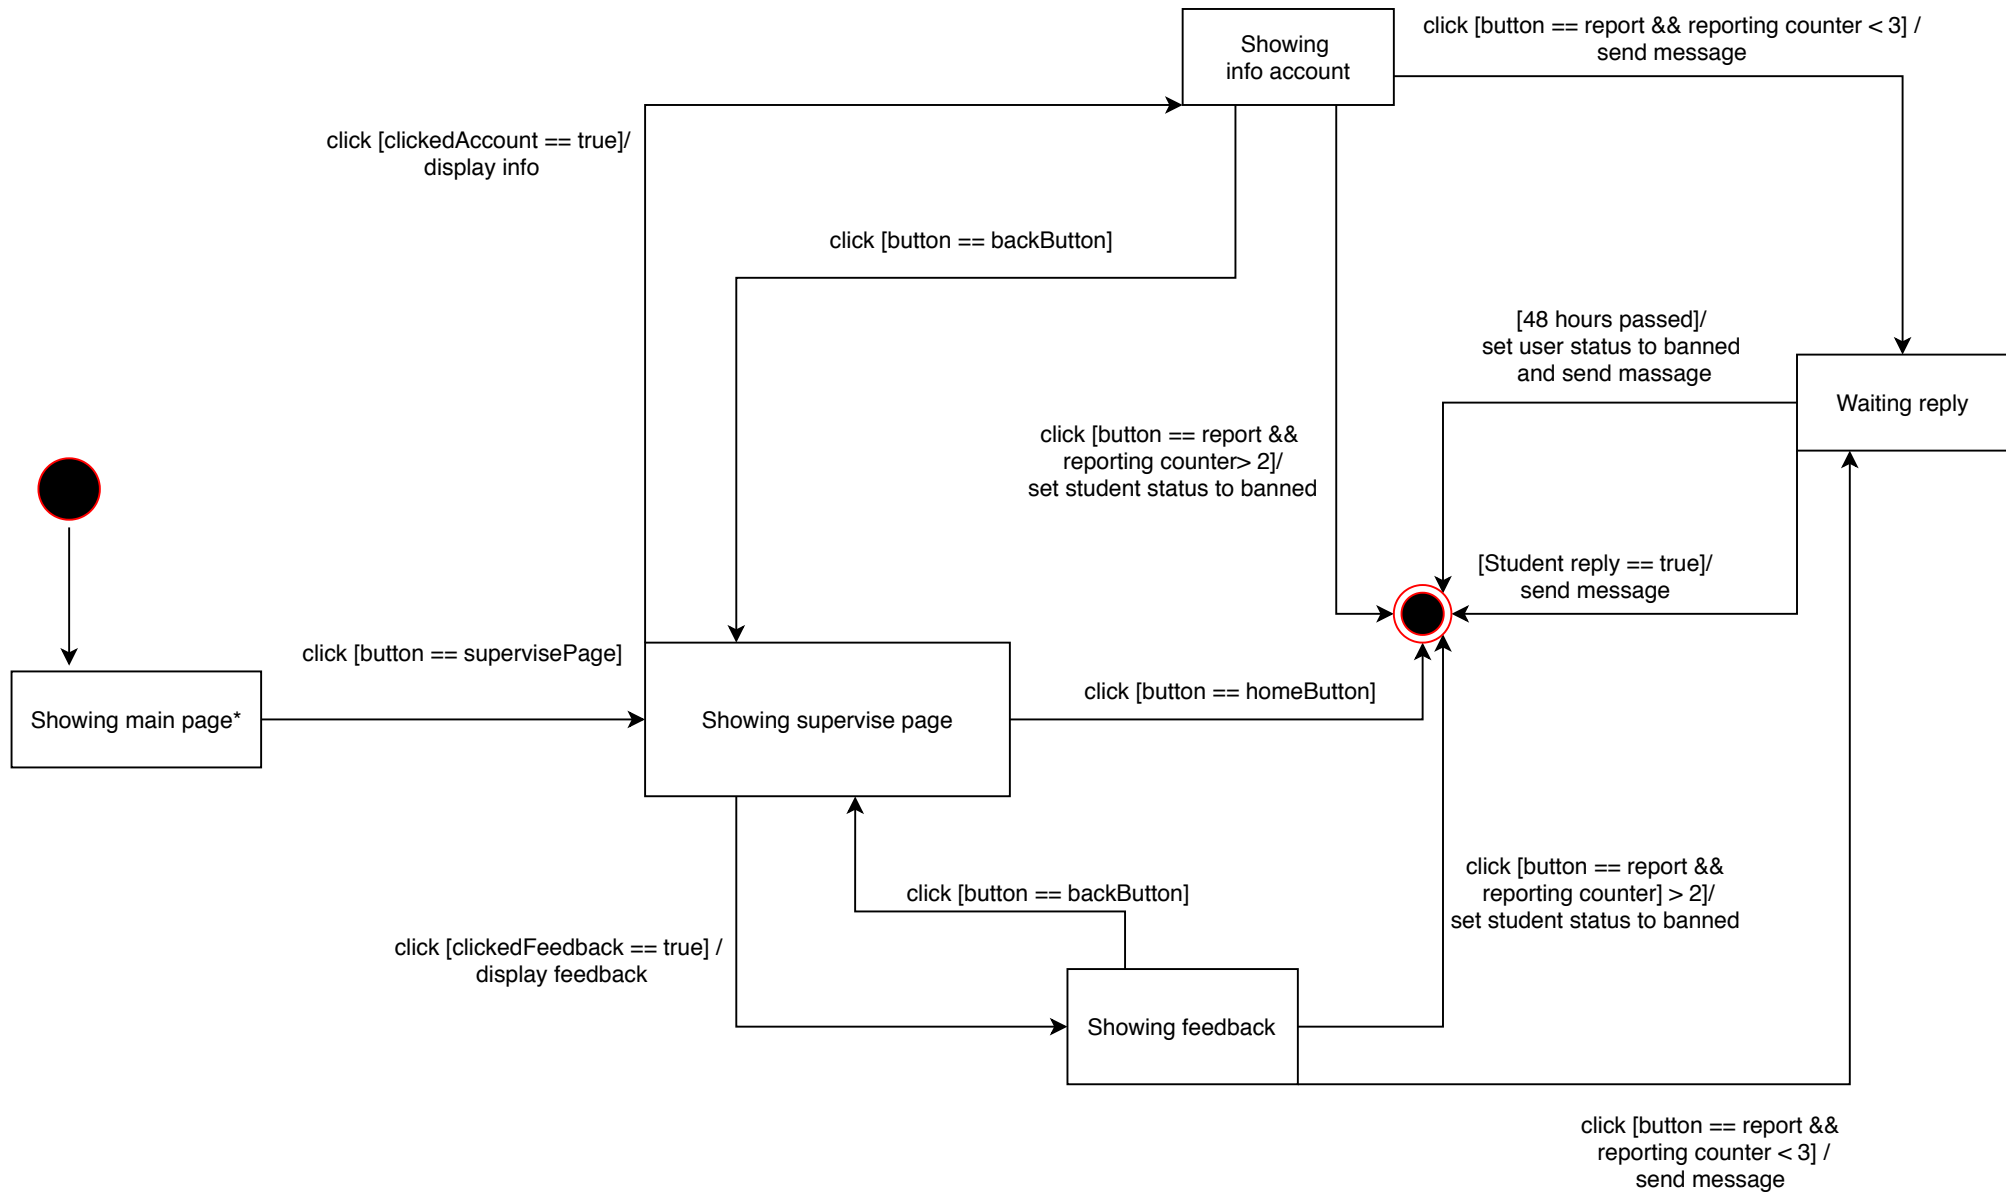 Showing
info account
click [button == report && reporting counter < 3] /
send message
click [clickedAccount == true]/
display info
click [button == backButton]
[48 hours passed]/
set user status to banned
and send massage
Waiting reply
click [button == report &&
reporting counter> 2]/
set student status to banned
[Student reply == true]/
send message
click [button == supervisePage]
Showing main page*
Showing supervise page
click [button == homeButton]
click [button == backButton]
click [button == report &&
reporting counter] > 2]/
set student status to banned
click [clickedFeedback == true] /
display feedback
Showing feedback
click [button == report &&
reporting counter < 3] /
send message